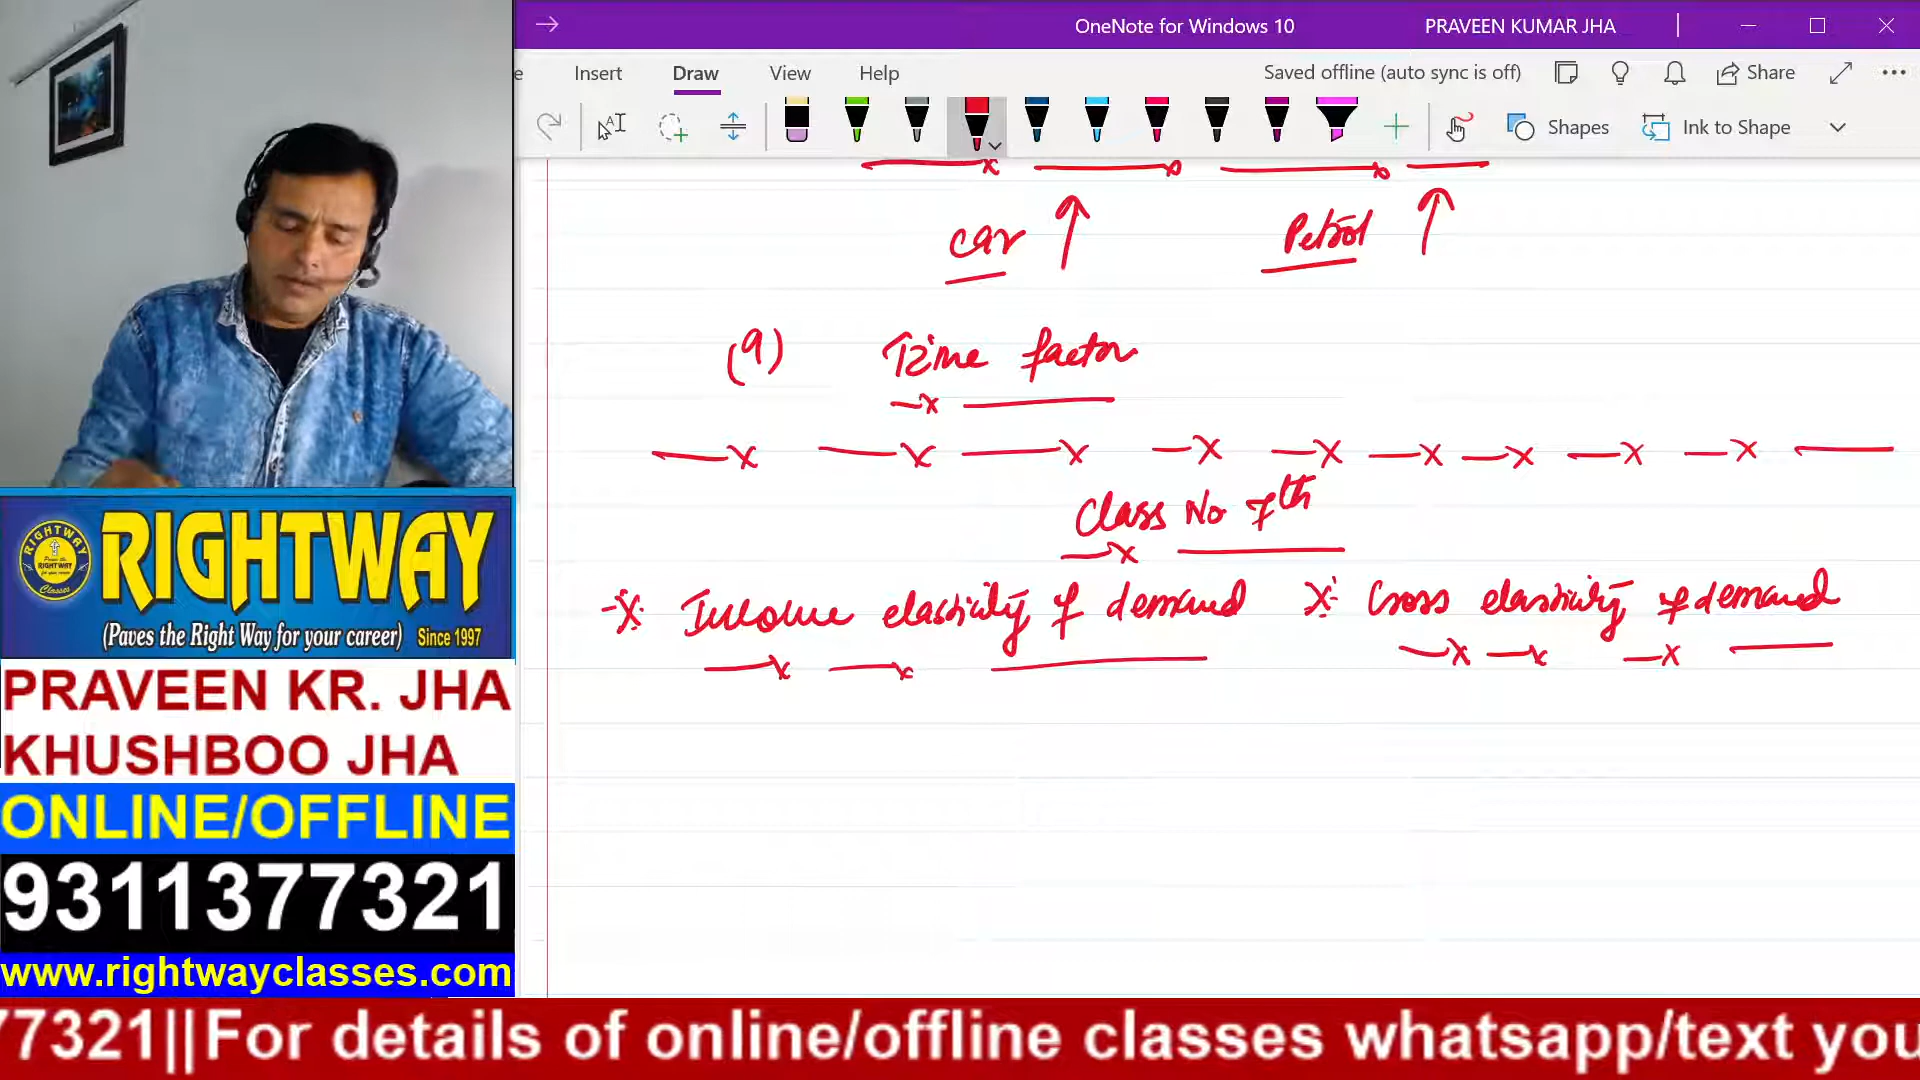 OneNote for Windows 10 PRAVEEN KUMAR JHA
Insert Draw View Help Saved offline (auto sync is off) Share
Shapes Ink to Shape
car Petrol
(9) Time factor
Class No 7th
Income elasticity of demand Cross elasticity of demand
RIGHTWAY
RIGHTWAY
Classes
(Paves the Right Way for your career) Since 1997
PRAVEEN KR. JHA
KHUSHBOO JHA
ONLINE/OFFLINE
9311377321
www.rightwayclasses.com
77321||For details of online/offline classes whatsapp/text you